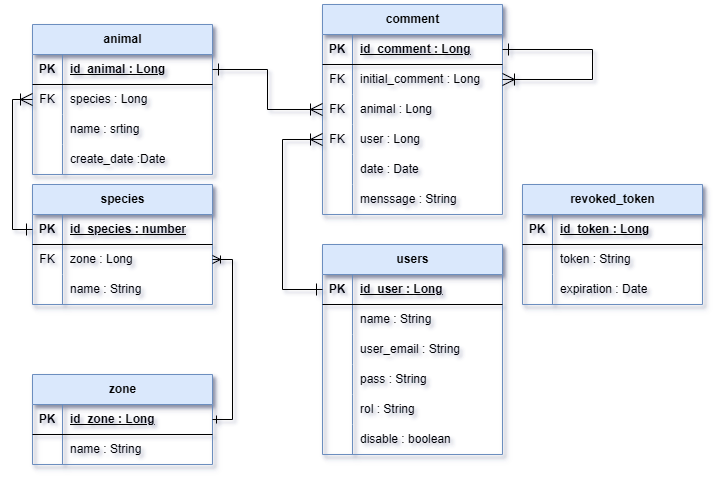 animal
PK id_animal : Long
FK species : Long
name : srting
create_date :Date
species
PK id_species : number
FK zone : Long
name : String
zone
PK id_zone : Long
name : String
comment
PK id_comment : Long
FK initial_comment : Long
FK animal : Long
FK user : Long
date : Date
menssage : String
users
PK id_user : Long
name : String
user_email : String
pass : String
rol : String
disable : boolean
revoked_token
PK id_token : Long
token : String
expiration : Date